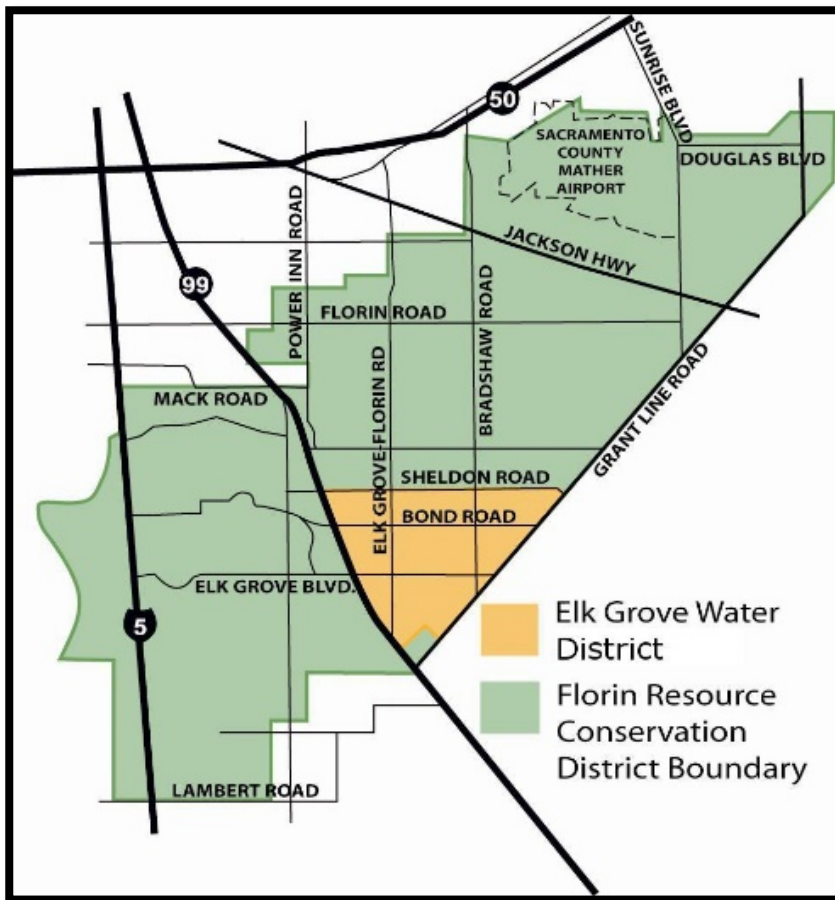 50
SUNRISE BLVD
SACRAMENTO
COUNTY
MATHER
AIRPORT
DOUGLAS BLVD
JACKSON HWY
POWER INN ROAD
99
FLORIN ROAD
BRADSHAW ROAD
ELK GROVE-FLORIN RD
MACK ROAD
GRANT LINE ROAD
SHELDON ROAD
BOND ROAD
ELK GROVE BLVD.
5
Elk Grove Water
District
Florin Resource
Conservation
District Boundary
LAMBERT ROAD